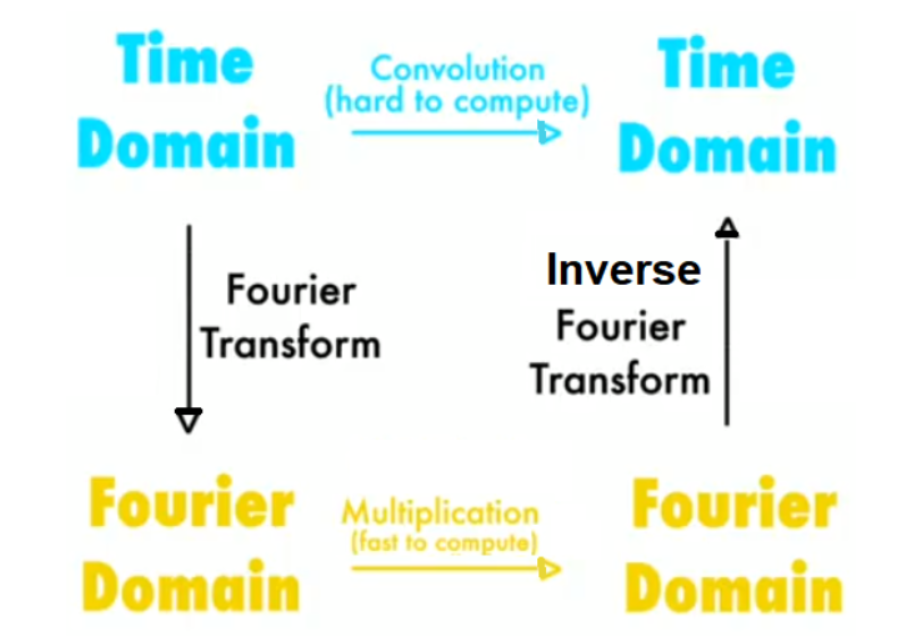 Time
Domain
Convolution
(hard to compute)
Time
Domain
Fourier
Transform
Inverse
Fourier
Transform
Fourier
Domain
Multiplication
(fast to compute)
Fourier
Domain